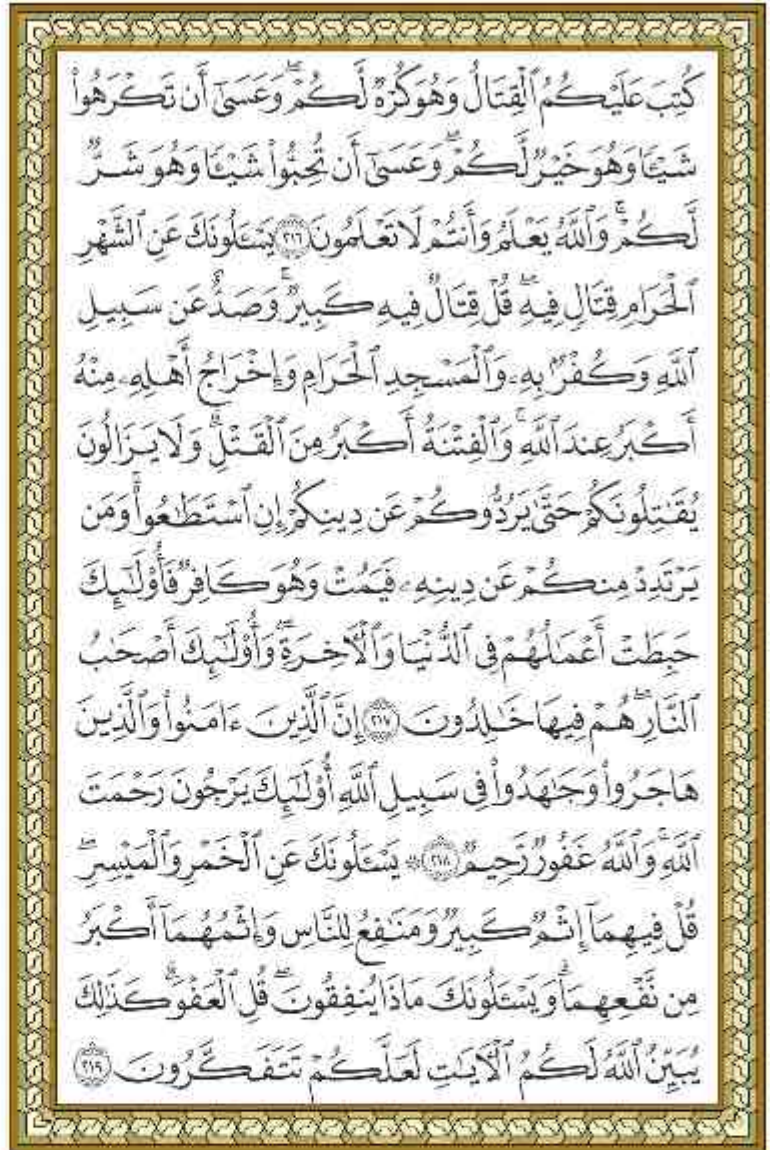 كُتِبَ عَلَيْكُمُ ٱلْقِتَالُ وَهُوَ كُرْهٌ لَّكُمْ ۖ وَعَسَىٰٓ أَن تَكْرَهُوا۟
شَيْـًٔا وَهُوَ خَيْرٌ لَّكُمْ ۖ وَعَسَىٰٓ أَن تُحِبُّوا۟ شَيْـًٔا وَهُوَ شَرٌّ
لَّكُمْ ۗ وَٱللَّهُ يَعْلَمُ وَأَنتُمْ لَا تَعْلَمُونَ ٢١٦ يَسْـَٔلُونَكَ عَنِ ٱلشَّهْرِ
ٱلْحَرَامِ قِتَالٍ فِيهِ ۖ قُلْ قِتَالٌ فِيهِ كَبِيرٌ ۖ وَصَدٌّ عَن سَبِيلِ
ٱللَّهِ وَكُفْرٌۢ بِهِۦ وَٱلْمَسْجِدِ ٱلْحَرَامِ وَإِخْرَاجُ أَهْلِهِۦ مِنْهُ
أَكْبَرُ عِندَ ٱللَّهِ ۚ وَٱلْفِتْنَةُ أَكْبَرُ مِنَ ٱلْقَتْلِ ۗ وَلَا يَزَالُونَ
يُقَـٰتِلُونَكُمْ حَتَّىٰ يَرُدُّوكُمْ عَن دِينِكُمْ إِنِ ٱسْتَطَـٰعُوا۟ ۚ وَمَن
يَرْتَدِدْ مِنكُمْ عَن دِينِهِۦ فَيَمُتْ وَهُوَ كَافِرٌ فَأُو۟لَـٰٓئِكَ
حَبِطَتْ أَعْمَـٰلُهُمْ فِى ٱلدُّنْيَا وَٱلْـَٔاخِرَةِ ۖ وَأُو۟لَـٰٓئِكَ أَصْحَـٰبُ
ٱلنَّارِ ۖ هُمْ فِيهَا خَـٰلِدُونَ ٢١٧ إِنَّ ٱلَّذِينَ ءَامَنُوا۟ وَٱلَّذِينَ
هَاجَرُوا۟ وَجَـٰهَدُوا۟ فِى سَبِيلِ ٱللَّهِ أُو۟لَـٰٓئِكَ يَرْجُونَ رَحْمَتَ
ٱللَّهِ ۚ وَٱللَّهُ غَفُورٌ رَّحِيمٌ ٢١٨ ۞ يَسْـَٔلُونَكَ عَنِ ٱلْخَمْرِ وَٱلْمَيْسِرِ ۖ
قُلْ فِيهِمَآ إِثْمٌ كَبِيرٌ وَمَنَـٰفِعُ لِلنَّاسِ وَإِثْمُهُمَآ أَكْبَرُ
مِن نَّفْعِهِمَا ۗ وَيَسْـَٔلُونَكَ مَاذَا يُنفِقُونَ ۖ قُلِ ٱلْعَفْوَ ۗ كَذَٰلِكَ
يُبَيِّنُ ٱللَّهُ لَكُمُ ٱلْـَٔايَـٰتِ لَعَلَّكُمْ تَتَفَكَّرُونَ ٢١٩